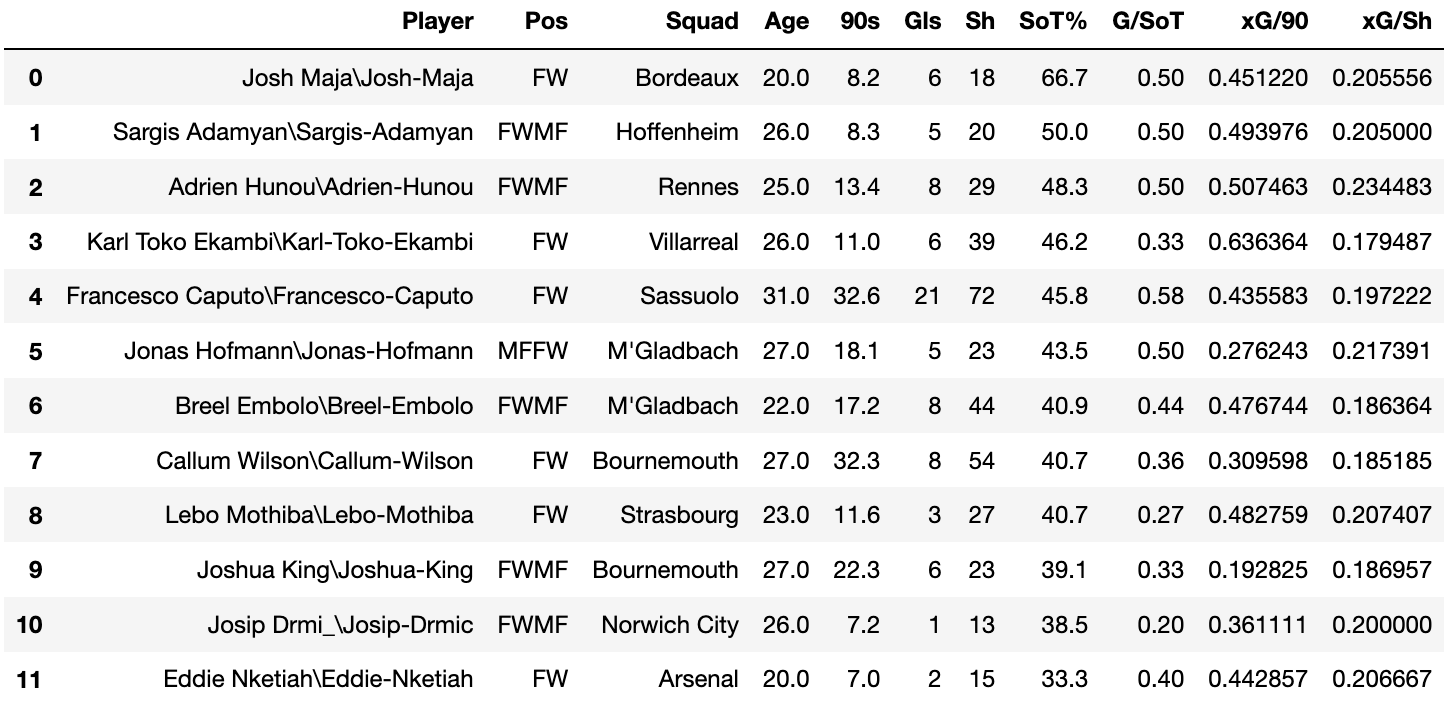 Player Pos Squad Age 90s Gls Sh SoT% G/SoT xG/90 xG/Sh
0 Josh Maja\Josh-Maja FW Bordeaux 20.0 8.2 6 18 66.7 0.50 0.451220 0.205556
1 Sargis Adamyan\Sargis-Adamyan FWMF Hoffenheim 26.0 8.3 5 20 50.0 0.50 0.493976 0.205000
2 Adrien Hunou\Adrien-Hunou FWMF Rennes 25.0 13.4 8 29 48.3 0.50 0.507463 0.234483
3 Karl Toko Ekambi\Karl-Toko-Ekambi FW Villarreal 26.0 11.0 6 39 46.2 0.33 0.636364 0.179487
4 Francesco Caputo\Francesco-Caputo FW Sassuolo 31.0 32.6 21 72 45.8 0.58 0.435583 0.197222
5 Jonas Hofmann\Jonas-Hofmann MFFW M'Gladbach 27.0 18.1 5 23 43.5 0.50 0.276243 0.217391
6 Breel Embolo\Breel-Embolo FWMF M'Gladbach 22.0 17.2 8 44 40.9 0.44 0.476744 0.186364
7 Callum Wilson\Callum-Wilson FW Bournemouth 27.0 32.3 8 54 40.7 0.36 0.309598 0.185185
8 Lebo Mothiba\Lebo-Mothiba FW Strasbourg 23.0 11.6 3 27 40.7 0.27 0.482759 0.207407
9 Joshua King\Joshua-King FWMF Bournemouth 27.0 22.3 6 23 39.1 0.33 0.192825 0.186957
10 Josip Drmi_\Josip-Drmic FWMF Norwich City 26.0 7.2 1 13 38.5 0.20 0.361111 0.200000
11 Eddie Nketiah\Eddie-Nketiah FW Arsenal 20.0 7.0 2 15 33.3 0.40 0.442857 0.206667